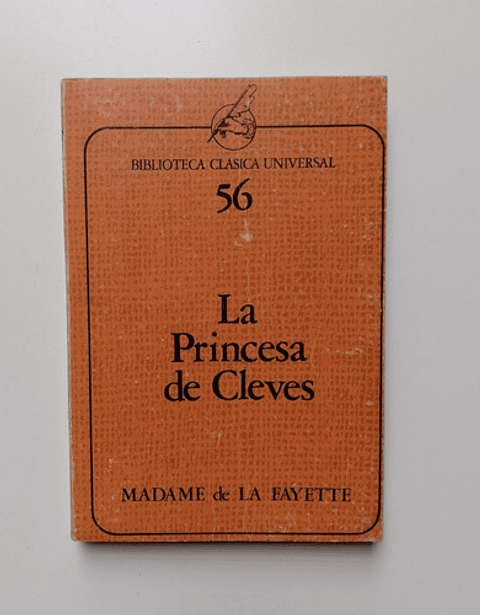 BIBLIOTECA CLASICA UNIVERSAL
56
La
Princesa
de Cleves
MADAME de LA FAYETTE